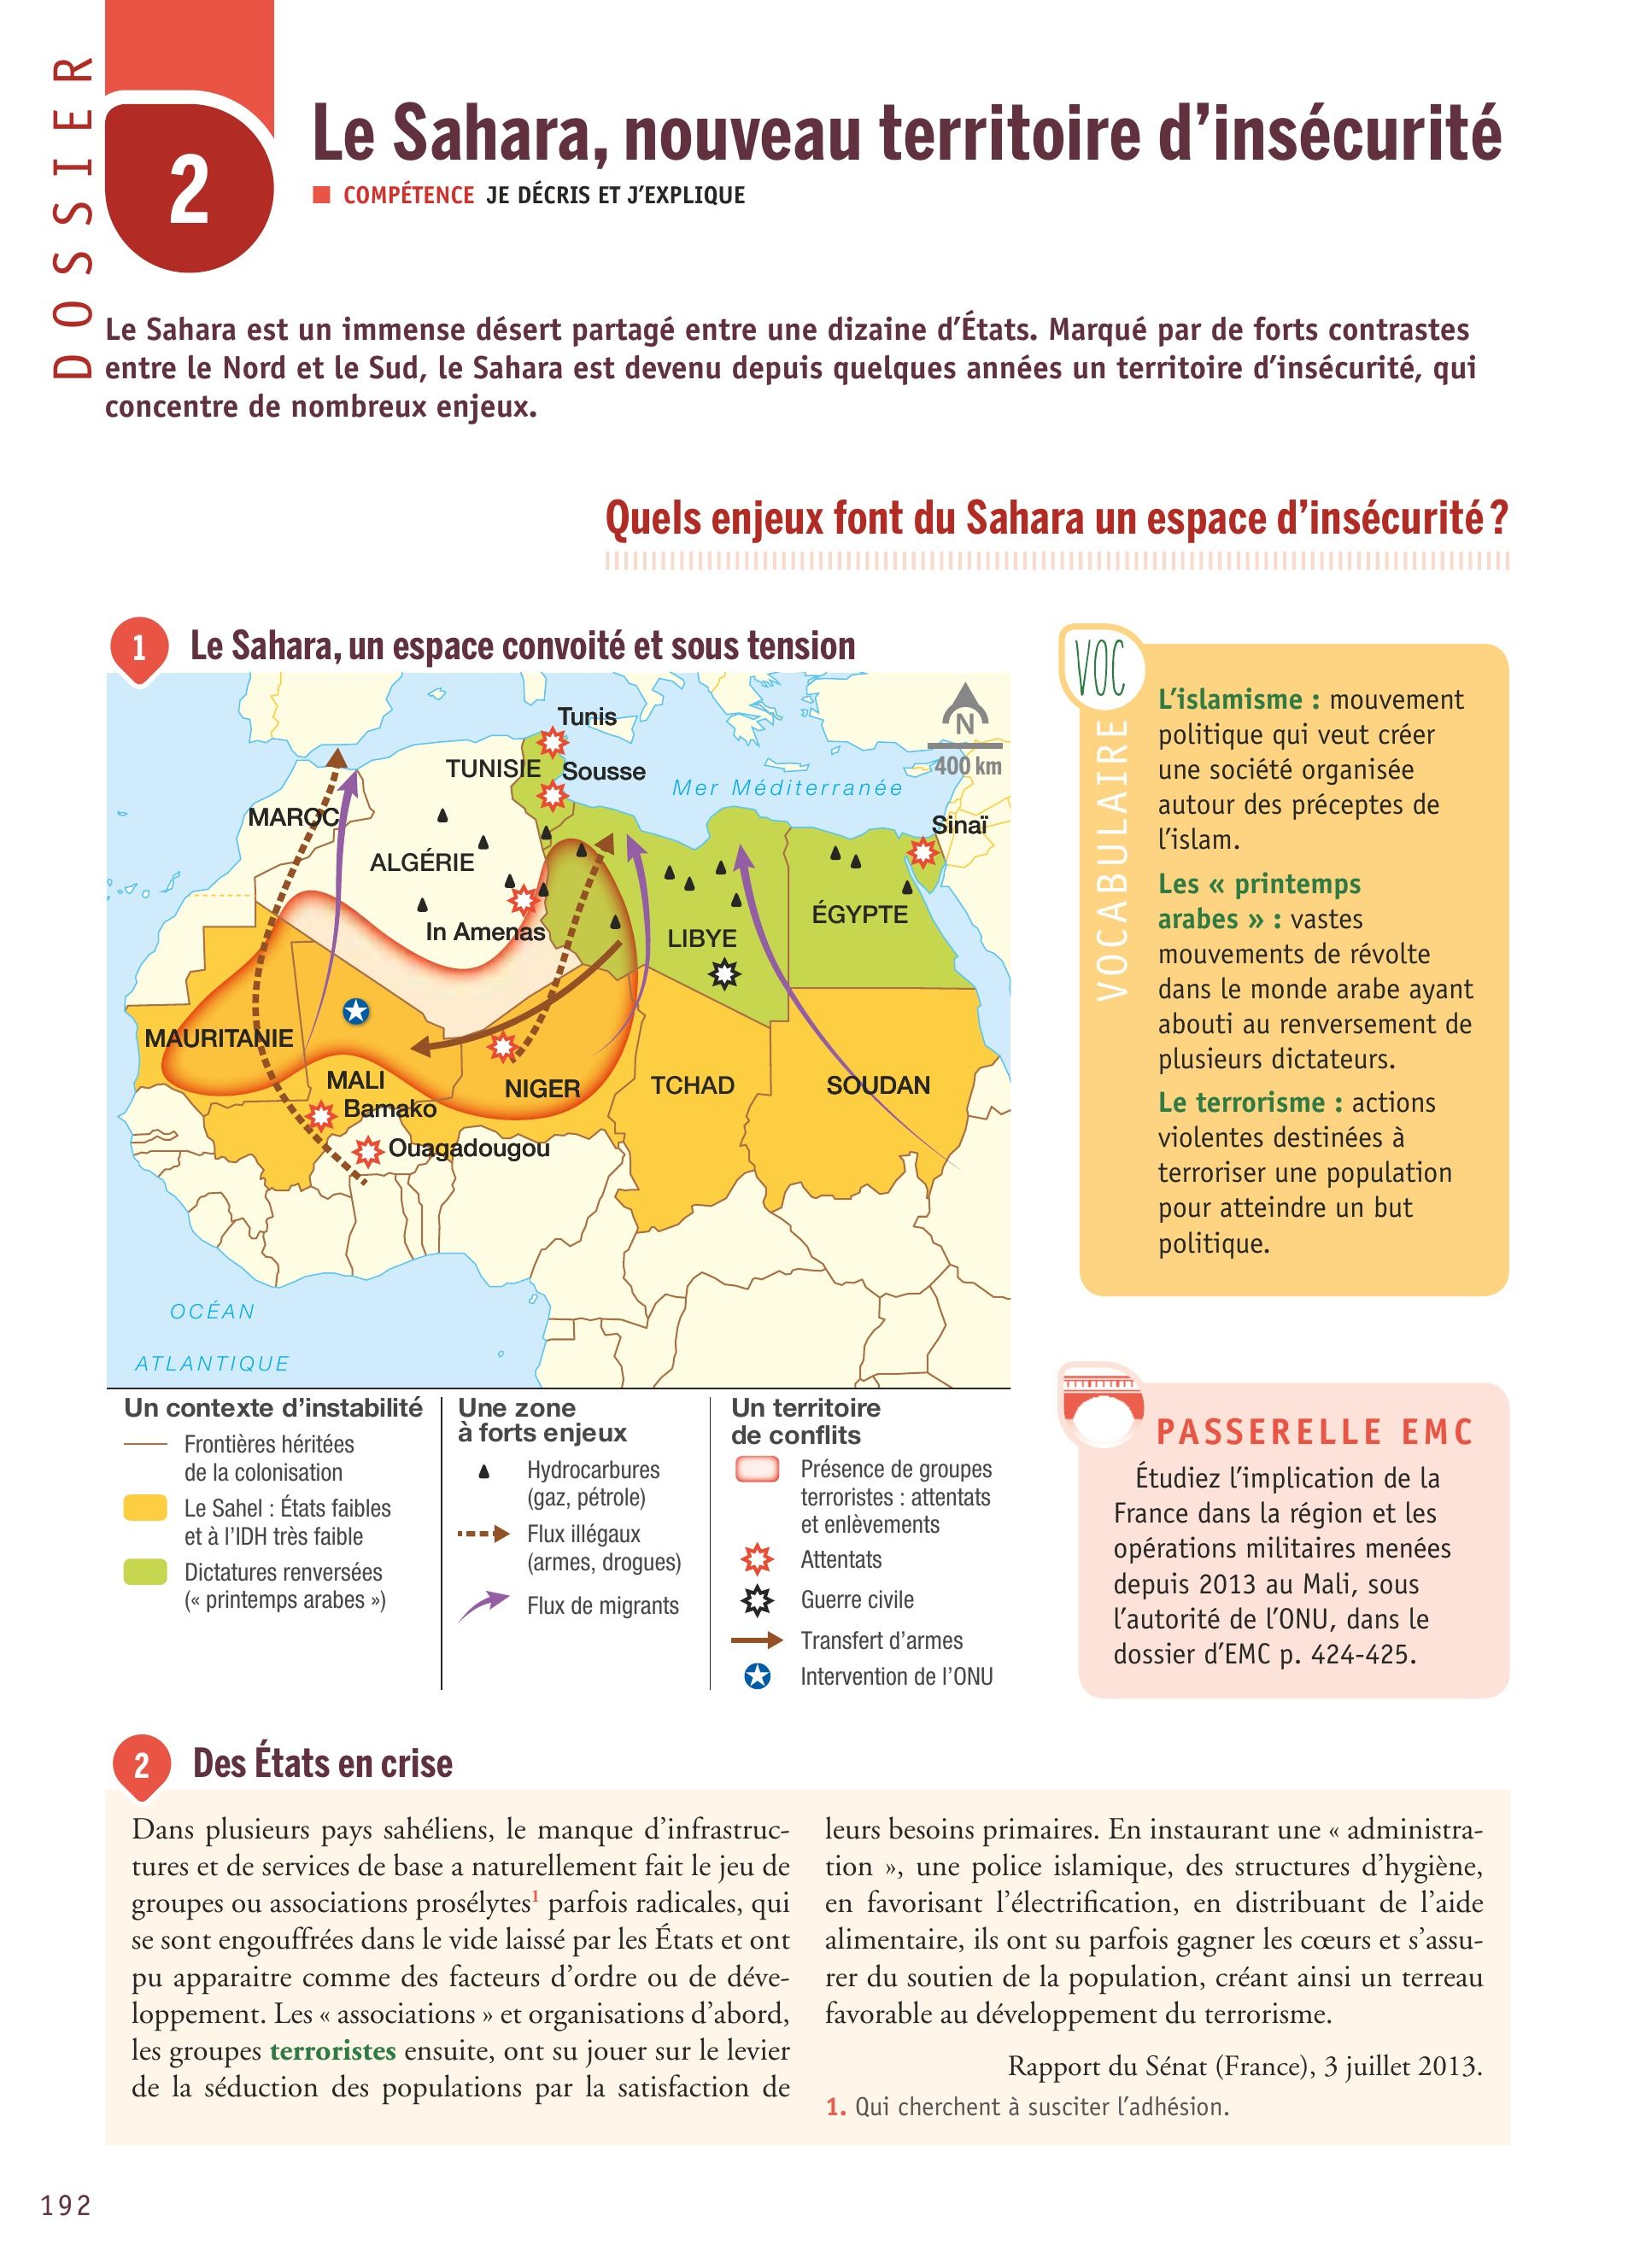 DOSSIER
2
Le Sahara, nouveau territoire d’insécurité
COMPÉTENCE JE DÉCRIS ET J’EXPLIQUE
Le Sahara est un immense désert partagé entre une dizaine d’États. Marqué par de forts contrastes
entre le Nord et le Sud, le Sahara est devenu depuis quelques années un territoire d’insécurité, qui
concentre de nombreux enjeux.
Quels enjeux font du Sahara un espace d’insécurité ?
1
Le Sahara, un espace convoité et sous tension
N
400 km
Tunis
TUNISIE
Sousse
Mer Méditerranée
MAROC
Sinaï
ALGÉRIE
ÉGYPTE
In Amenas
LIBYE
MAURITANIE
MALI
NIGER
TCHAD
SOUDAN
Bamako
Ouagadougou
OCÉAN
ATLANTIQUE
Un contexte d’instabilité
Frontières héritées
de la colonisation
Le Sahel : États faibles
et à l’IDH très faible
Dictatures renversées
(« printemps arabes »)
Une zone
à forts enjeux
Hydrocarbures
(gaz, pétrole)
Flux illégaux
(armes, drogues)
Flux de migrants
Un territoire
de conflits
Présence de groupes
terroristes : attentats
et enlèvements
Attentats
Guerre civile
Transfert d’armes
Intervention de l’ONU
VOC
VOCABULAIRE
L’islamisme : mouvement
politique qui veut créer
une société organisée
autour des préceptes de
l’islam.
Les « printemps
arabes » : vastes
mouvements de révolte
dans le monde arabe ayant
abouti au renversement de
plusieurs dictateurs.
Le terrorisme : actions
violentes destinées à
terroriser une population
pour atteindre un but
politique.
PASSERELLE EMC
Étudiez l’implication de la
France dans la région et les
opérations militaires menées
depuis 2013 au Mali, sous
l’autorité de l’ONU, dans le
dossier d’EMC p. 424-425.
2
Des États en crise
Dans plusieurs pays sahéliens, le manque d’infrastruc-
tures et de services de base a naturellement fait le jeu de
groupes ou associations prosélytes1 parfois radicales, qui
se sont engouffrées dans le vide laissé par les États et ont
pu apparaitre comme des facteurs d’ordre ou de déve-
loppement. Les « associations » et organisations d’abord,
les groupes terroristes ensuite, ont su jouer sur le levier
de la séduction des populations par la satisfaction de
leurs besoins primaires. En instaurant une « administra-
tion », une police islamique, des structures d’hygiène,
en favorisant l’électrification, en distribuant de l’aide
alimentaire, ils ont su parfois gagner les cœurs et s’assu-
rer du soutien de la population, créant ainsi un terreau
favorable au développement du terrorisme.
Rapport du Sénat (France), 3 juillet 2013.
1. Qui cherchent à susciter l’adhésion.
192